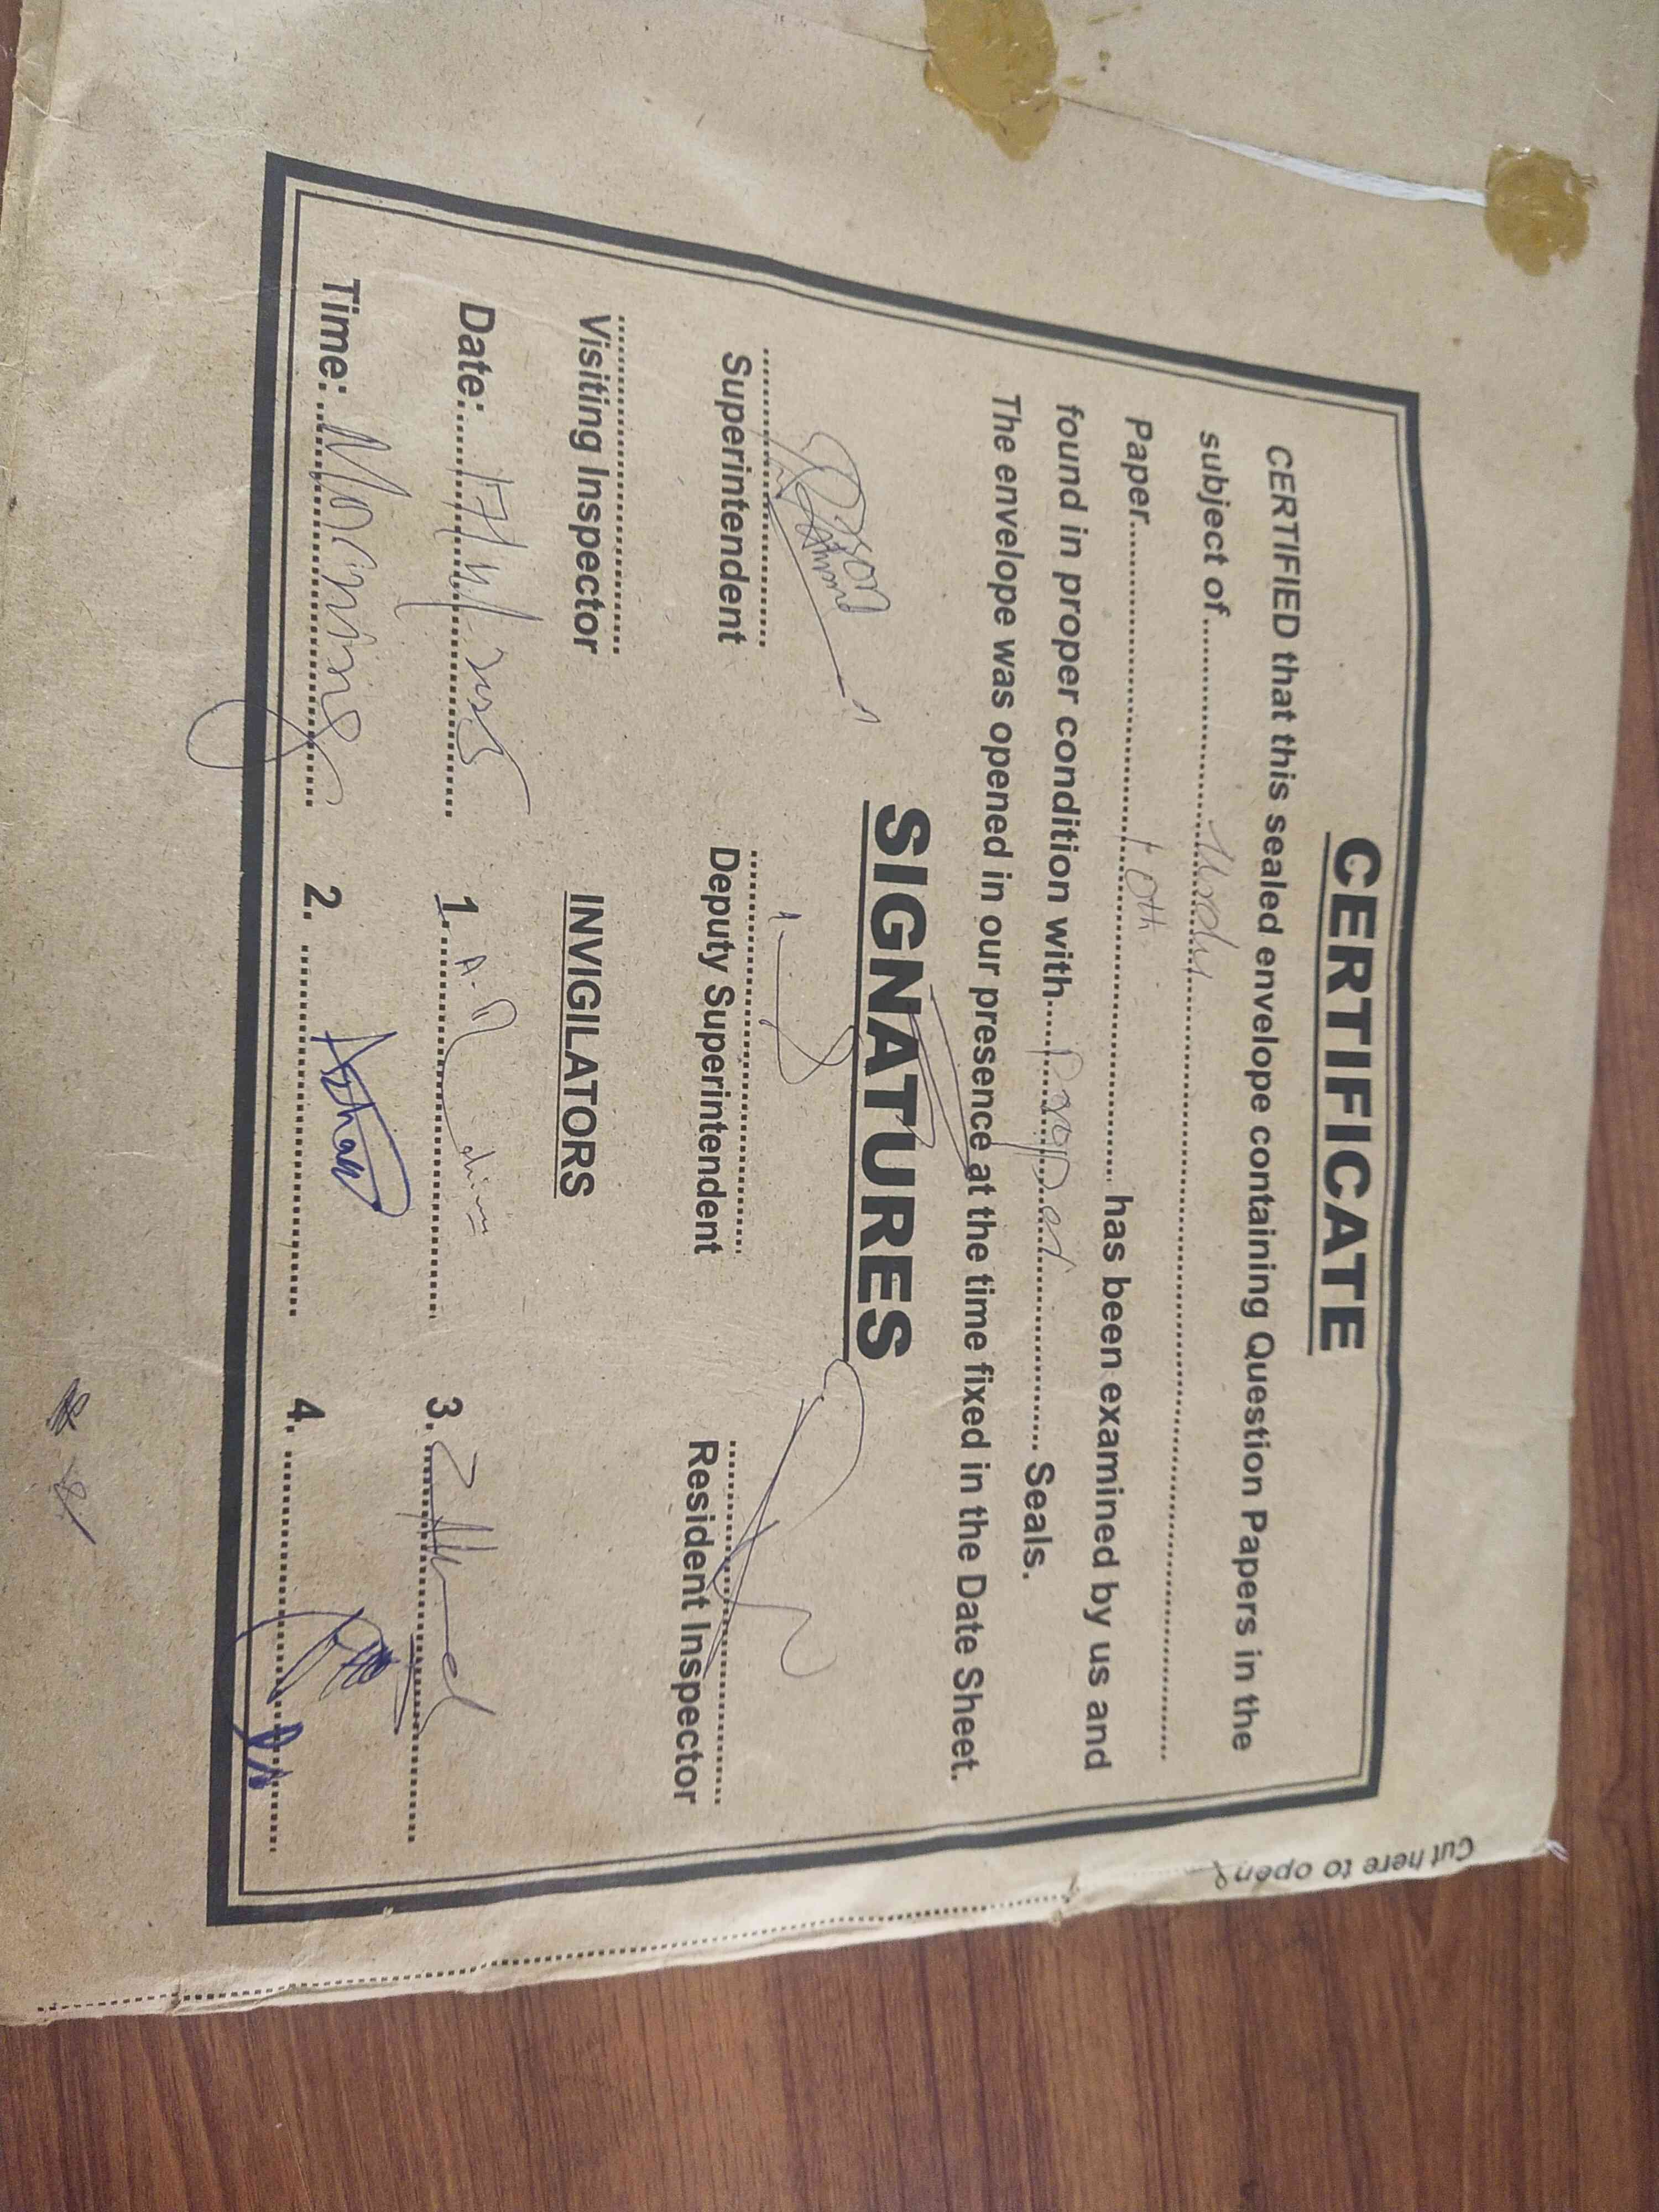 CERTIFICATE
CERTIFIED that this sealed envelope containing Question Papers in the
subject of.......... Urdu ..........
Paper.......... 10th .......... has been examined by us and
found in proper condition with.......... .......... Seals.
The envelope was opened in our presence at the time fixed in the Date Sheet.
SIGNATURES
Superintendent Deputy Superintendent Resident Inspector
Visiting Inspector INVIGILATORS
Date: 17/4/2025 1. 3.
Time: Morning 2. 4.
Cut here to open